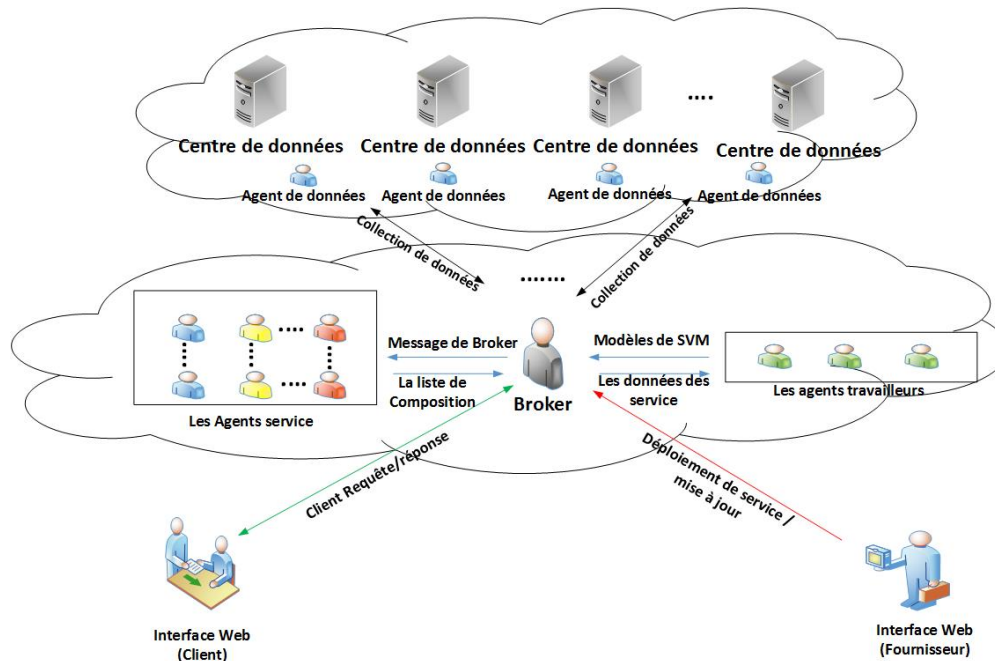 ....
Centre de données
Centre de données
Centre de données
Centre de données
Agent de données
Agent de données
Agent de données
Agent de données
Collection de données
Collection de données
.......
Message de Broker
La liste de
Composition
Broker
Modèles de SVM
Les données des
service
Les Agents service
Les agents travailleurs
Client Requête/réponse
Déploiement de service /
mise à jour
Interface Web
(Client)
Interface Web
(Fournisseur)